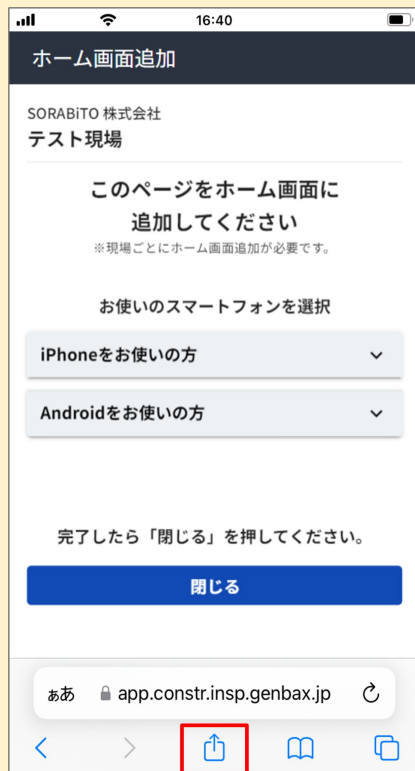 16:40
ホーム画面追加
SORABiTO 株式会社
テスト現場
このページをホーム画面に
追加してください
※現場ごとにホーム画面追加が必要です。
お使いのスマートフォンを選択
iPhoneをお使いの方
Androidをお使いの方
完了したら「閉じる」を押してください。
閉じる
ぁあ app.constr.insp.genbax.jp